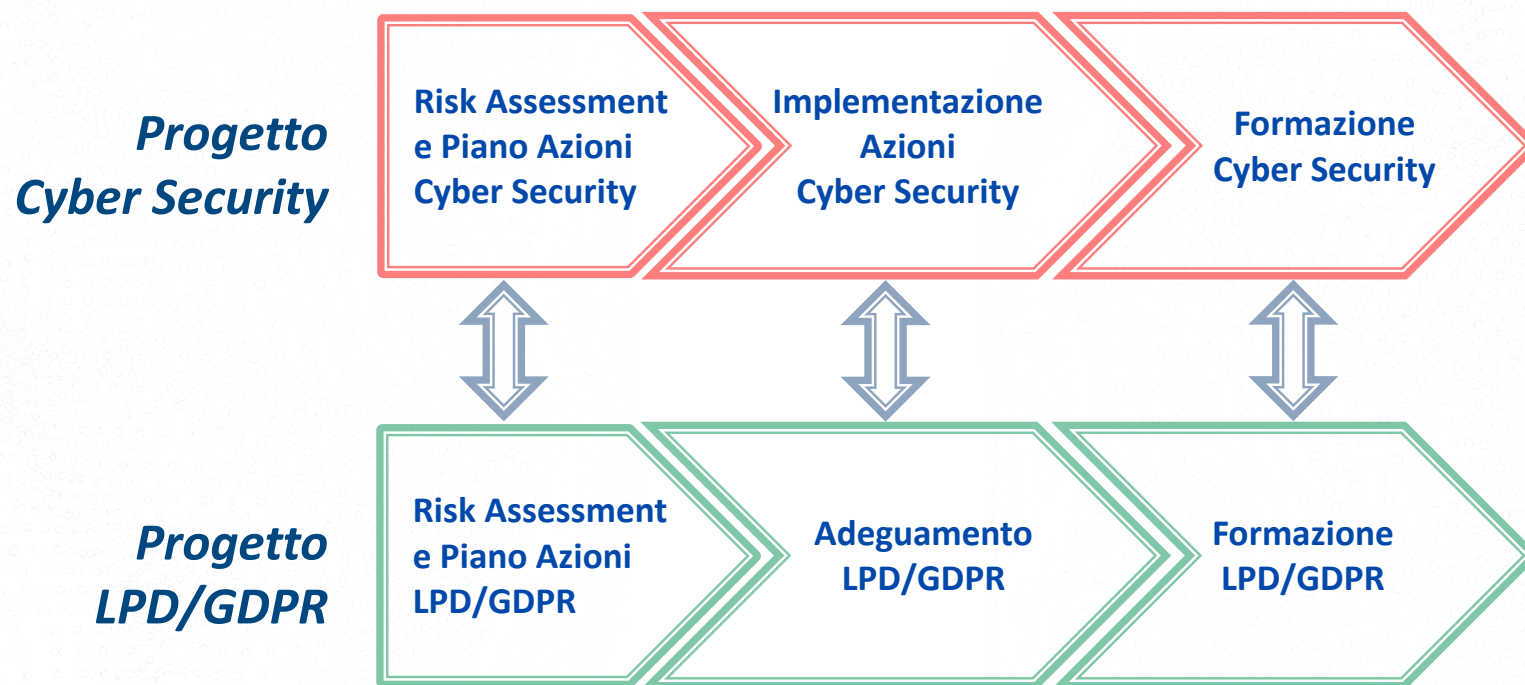 Progetto
Cyber Security
Risk Assessment
e Piano Azioni
Cyber Security
Implementazione
Azioni
Cyber Security
Formazione
Cyber Security
Progetto
LPD/GDPR
Risk Assessment
e Piano Azioni
LPD/GDPR
Adeguamento
LPD/GDPR
Formazione
LPD/GDPR